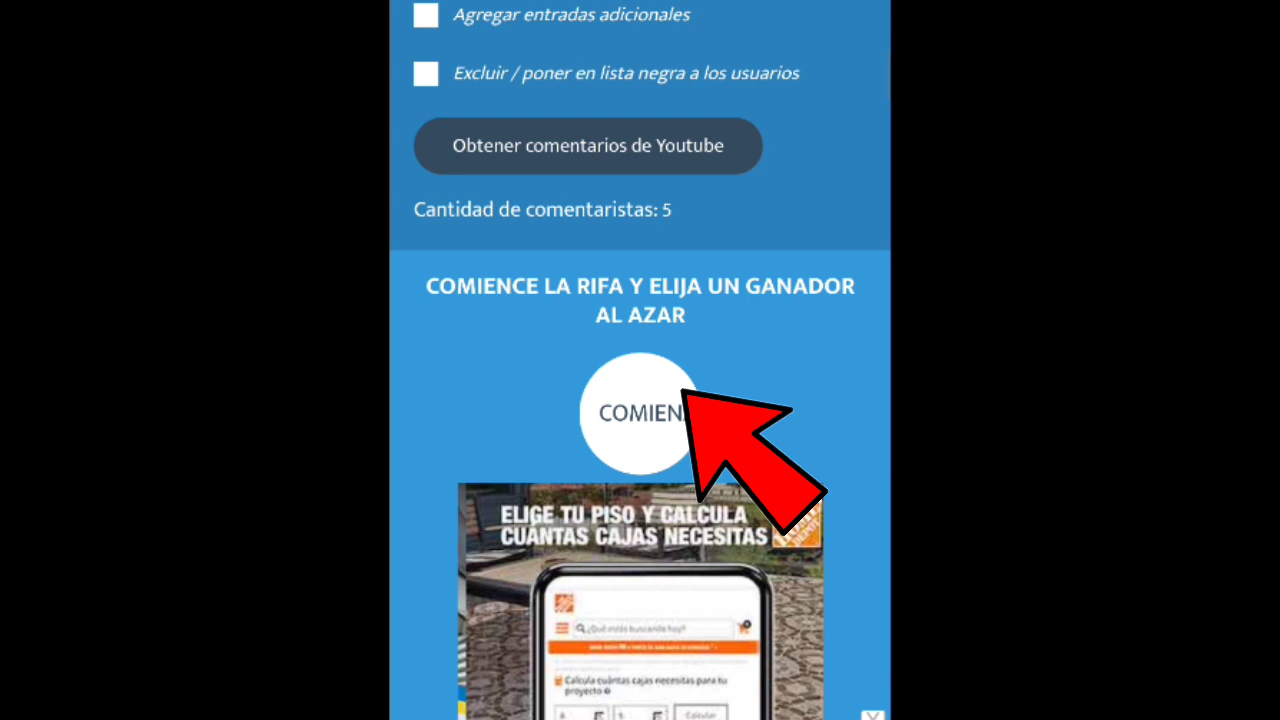 Agregar entradas adicionales
Excluir / poner en lista negra a los usuarios
Obtener comentarios de Youtube
Cantidad de comentaristas: 5
COMIENCE LA RIFA Y ELIJA UN GANADOR
AL AZAR
COMIEN
ELIGE TU PISO Y CALCULA
CUÁNTAS CAJAS NECESITAS
¿Qué estás buscando hoy?
Calcula cuántas cajas necesitas para tu
proyecto
Calcular